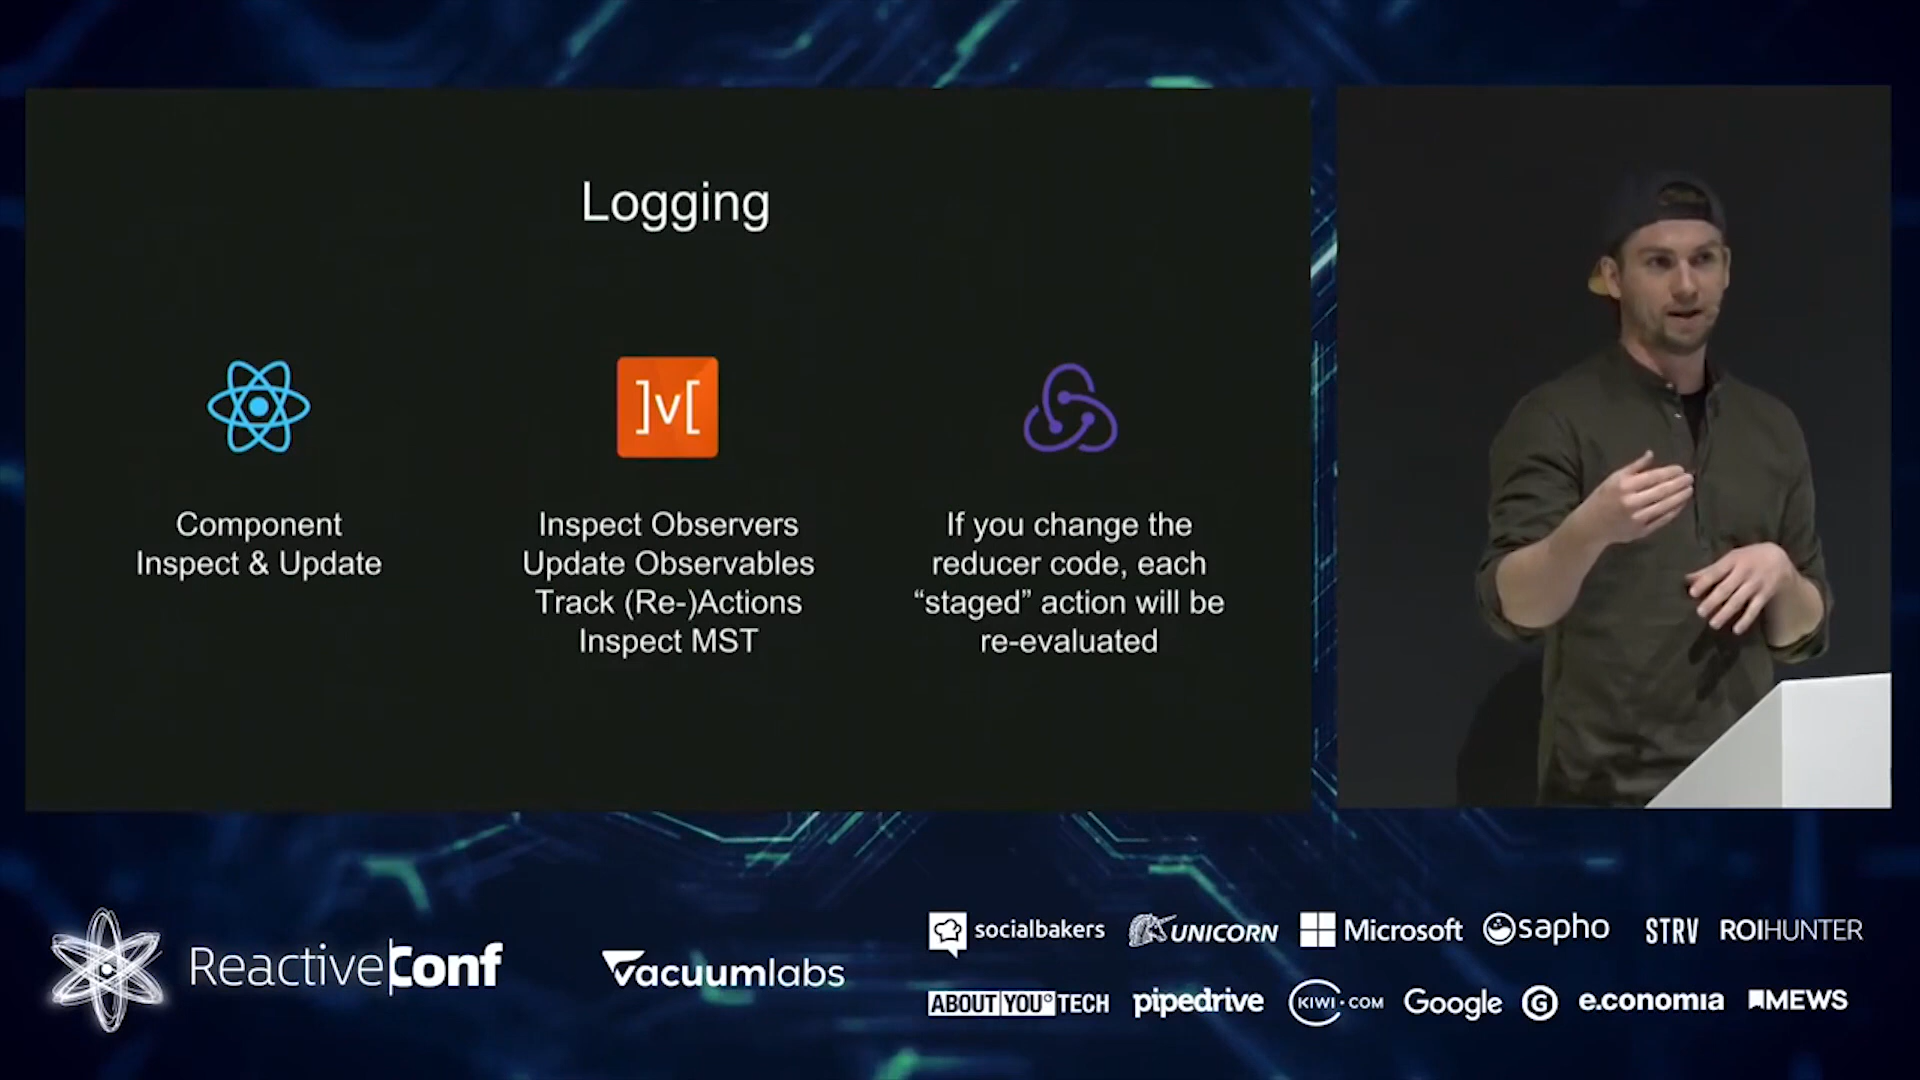 Logging
]v[
Component
Inspect & Update
Inspect Observers
Update Observables
Track (Re-)Actions
Inspect MST
If you change the
reducer code, each
“staged” action will be
re-evaluated
Reactive|Conf
vacuumlabs
socialbakers UNICORN Microsoft sapho STRV ROIHUNTER
ABOUT YOU° TECH pipedrive KIWI.COM Google G e.conomia MEWS